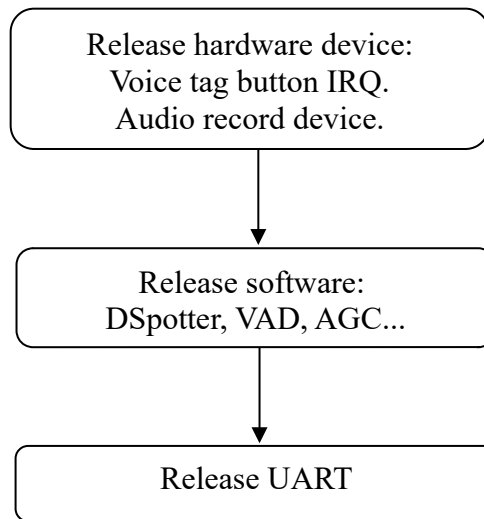 Release hardware device:
Voice tag button IRQ.
Audio record device.
Release software:
DSpotter, VAD, AGC...
Release UART